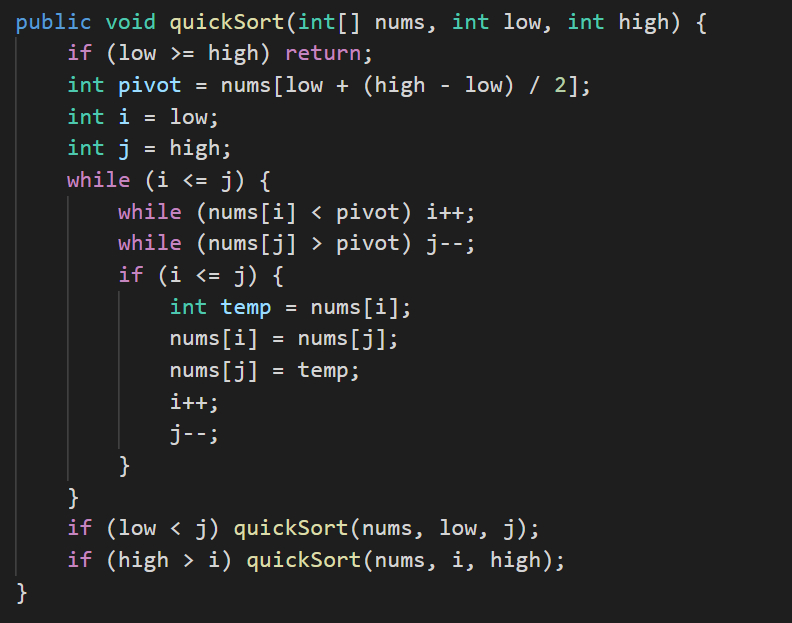 public void quickSort(int[] nums, int low, int high) {
    if (low >= high) return;
    int pivot = nums[low + (high - low) / 2];
    int i = low;
    int j = high;
    while (i <= j) {
        while (nums[i] < pivot) i++;
        while (nums[j] > pivot) j--;
        if (i <= j) {
            int temp = nums[i];
            nums[i] = nums[j];
            nums[j] = temp;
            i++;
            j--;
        }
    }
    if (low < j) quickSort(nums, low, j);
    if (high > i) quickSort(nums, i, high);
}